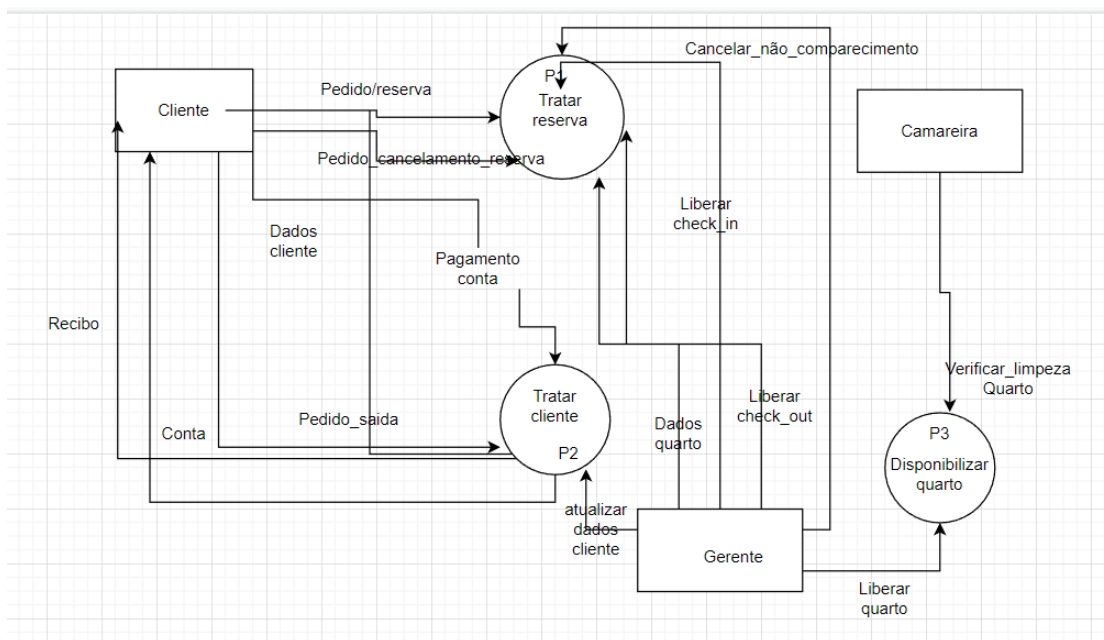 Cancelar_não_comparecimento
P1
Tratar
reserva
Pedido/reserva
Cliente
Camareira
Pedido_cancelamento_reserva
Liberar
check_in
Dados
cliente
Pagamento
conta
Recibo
Verificar_limpeza
Quarto
Tratar
cliente
P2
Liberar
check_out
Pedido_saida
Dados
quarto
Conta
P3
Disponibilizar
quarto
atualizar
dados
cliente
Gerente
Liberar
quarto